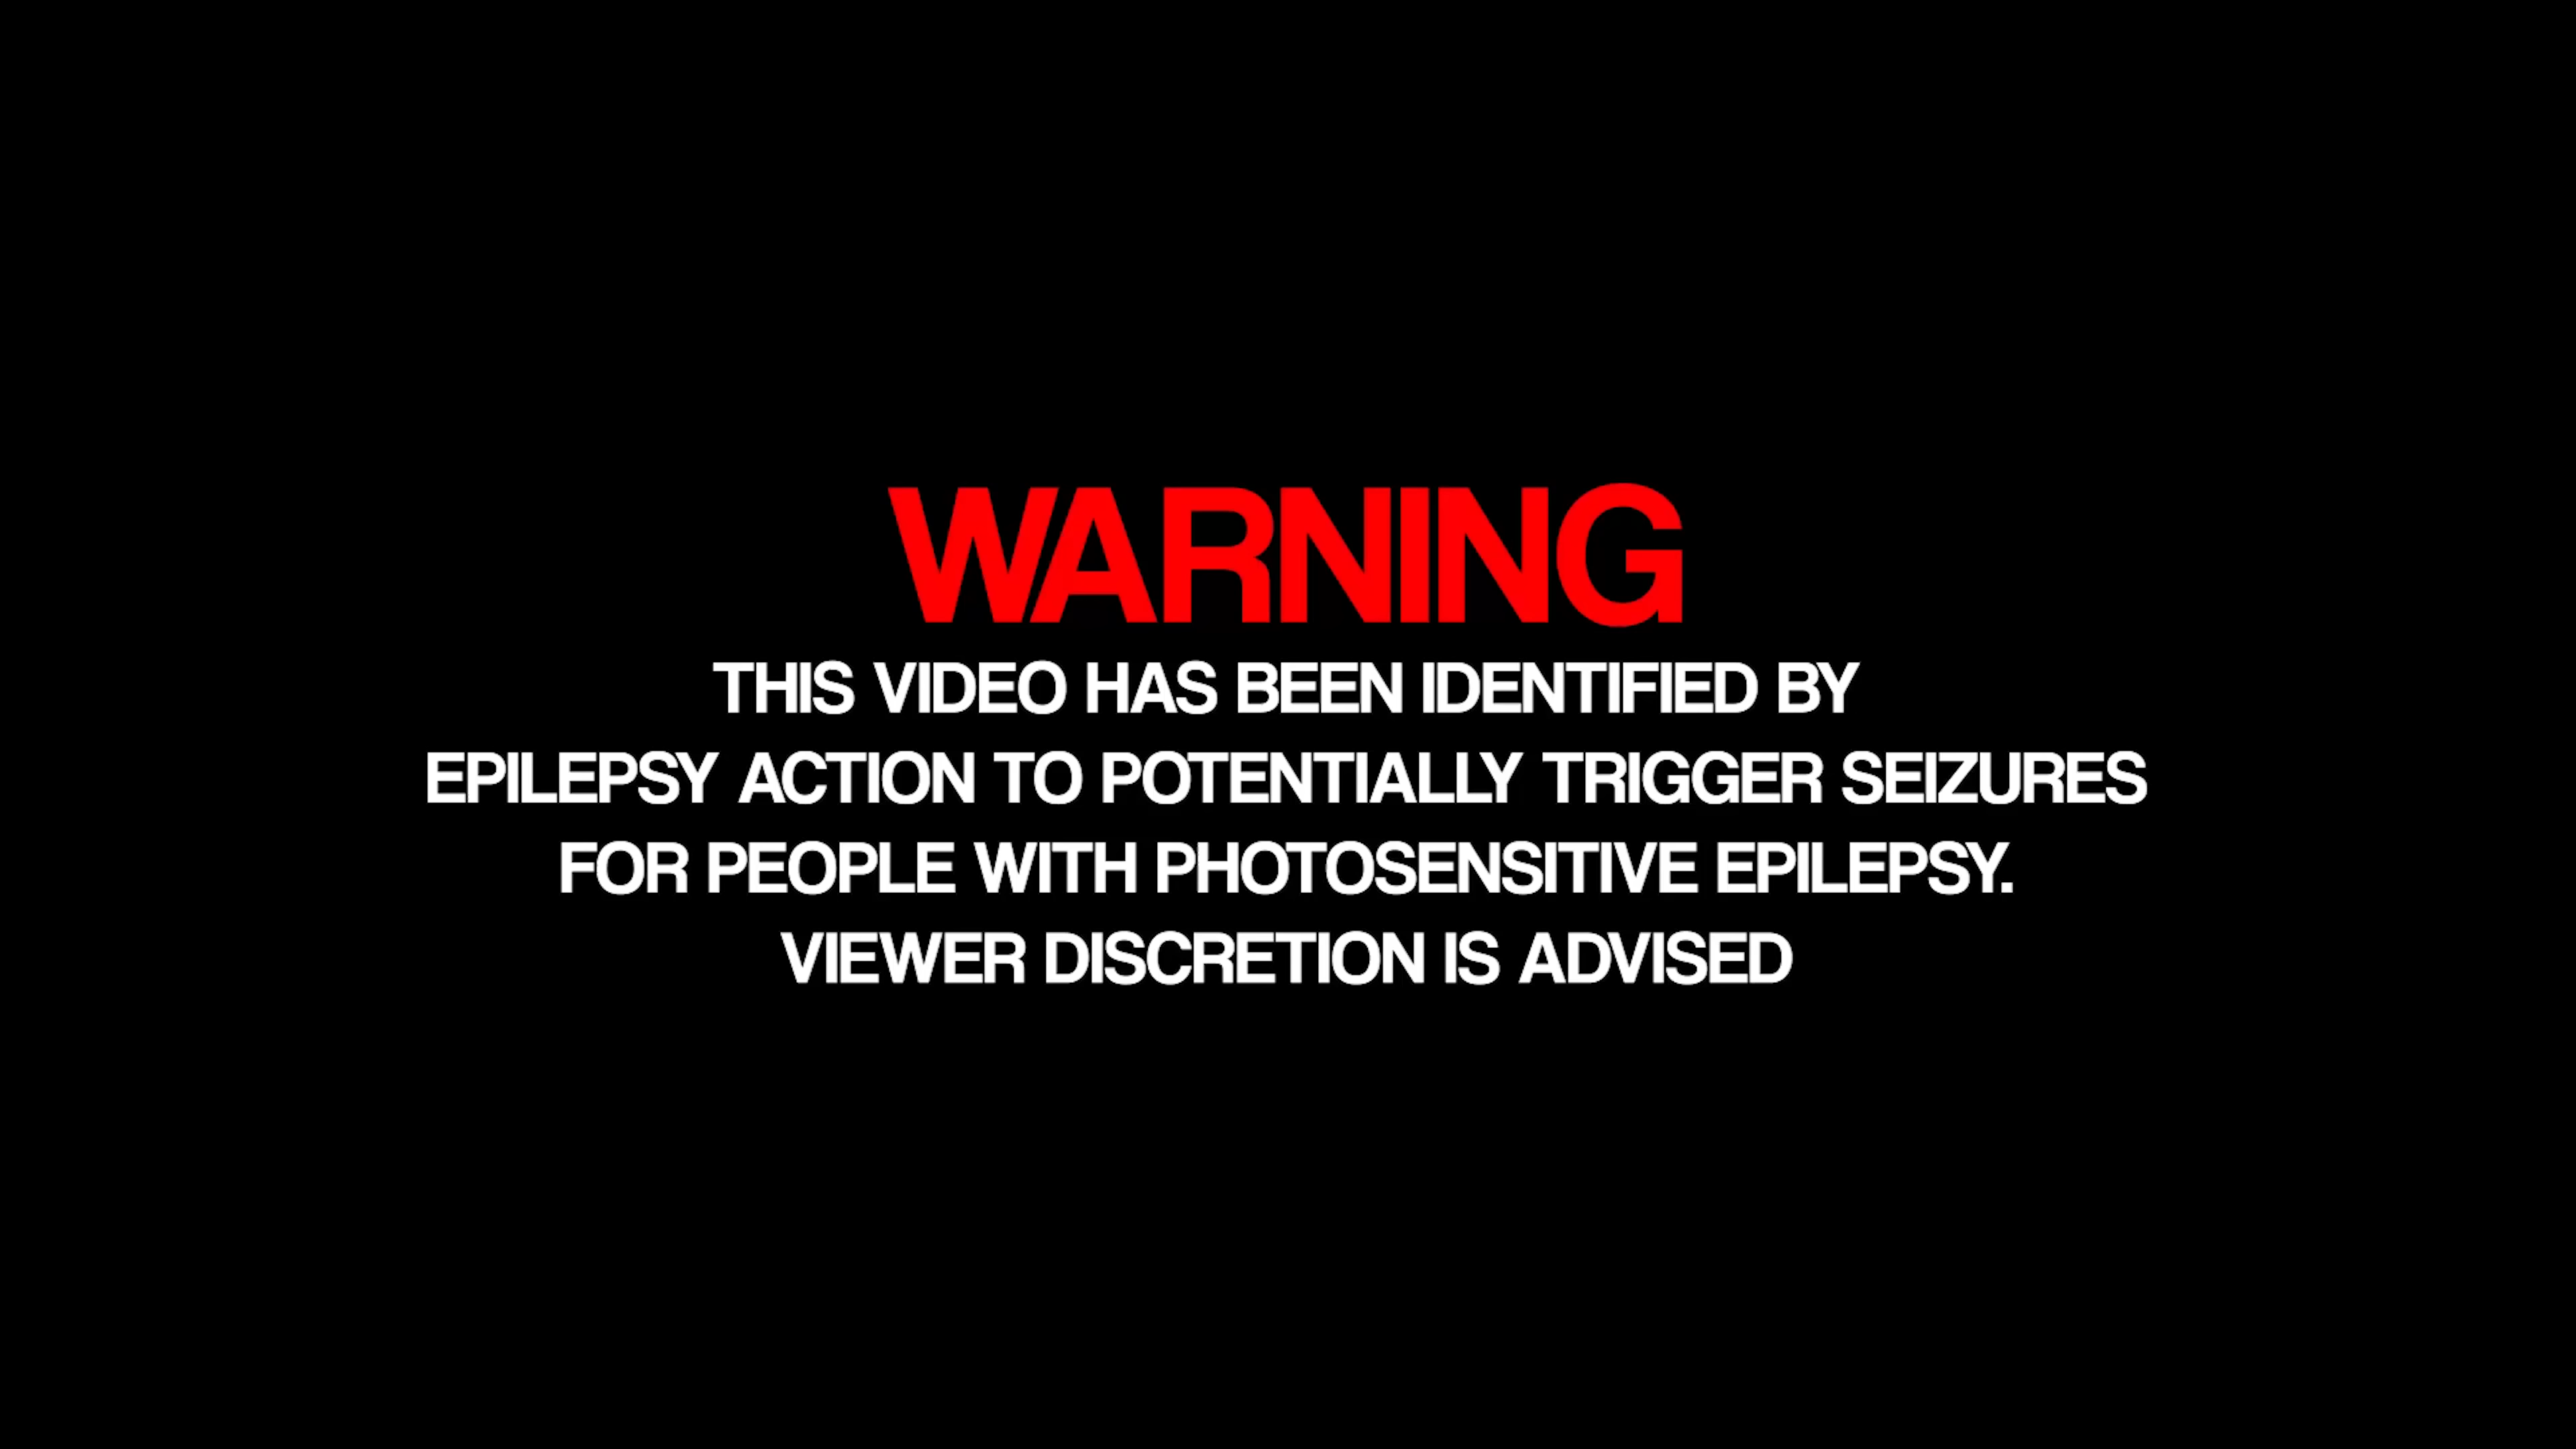 WARNING
THIS VIDEO HAS BEEN IDENTIFIED BY
EPILEPSY ACTION TO POTENTIALLY TRIGGER SEIZURES
FOR PEOPLE WITH PHOTOSENSITIVE EPILEPSY.
VIEWER DISCRETION IS ADVISED